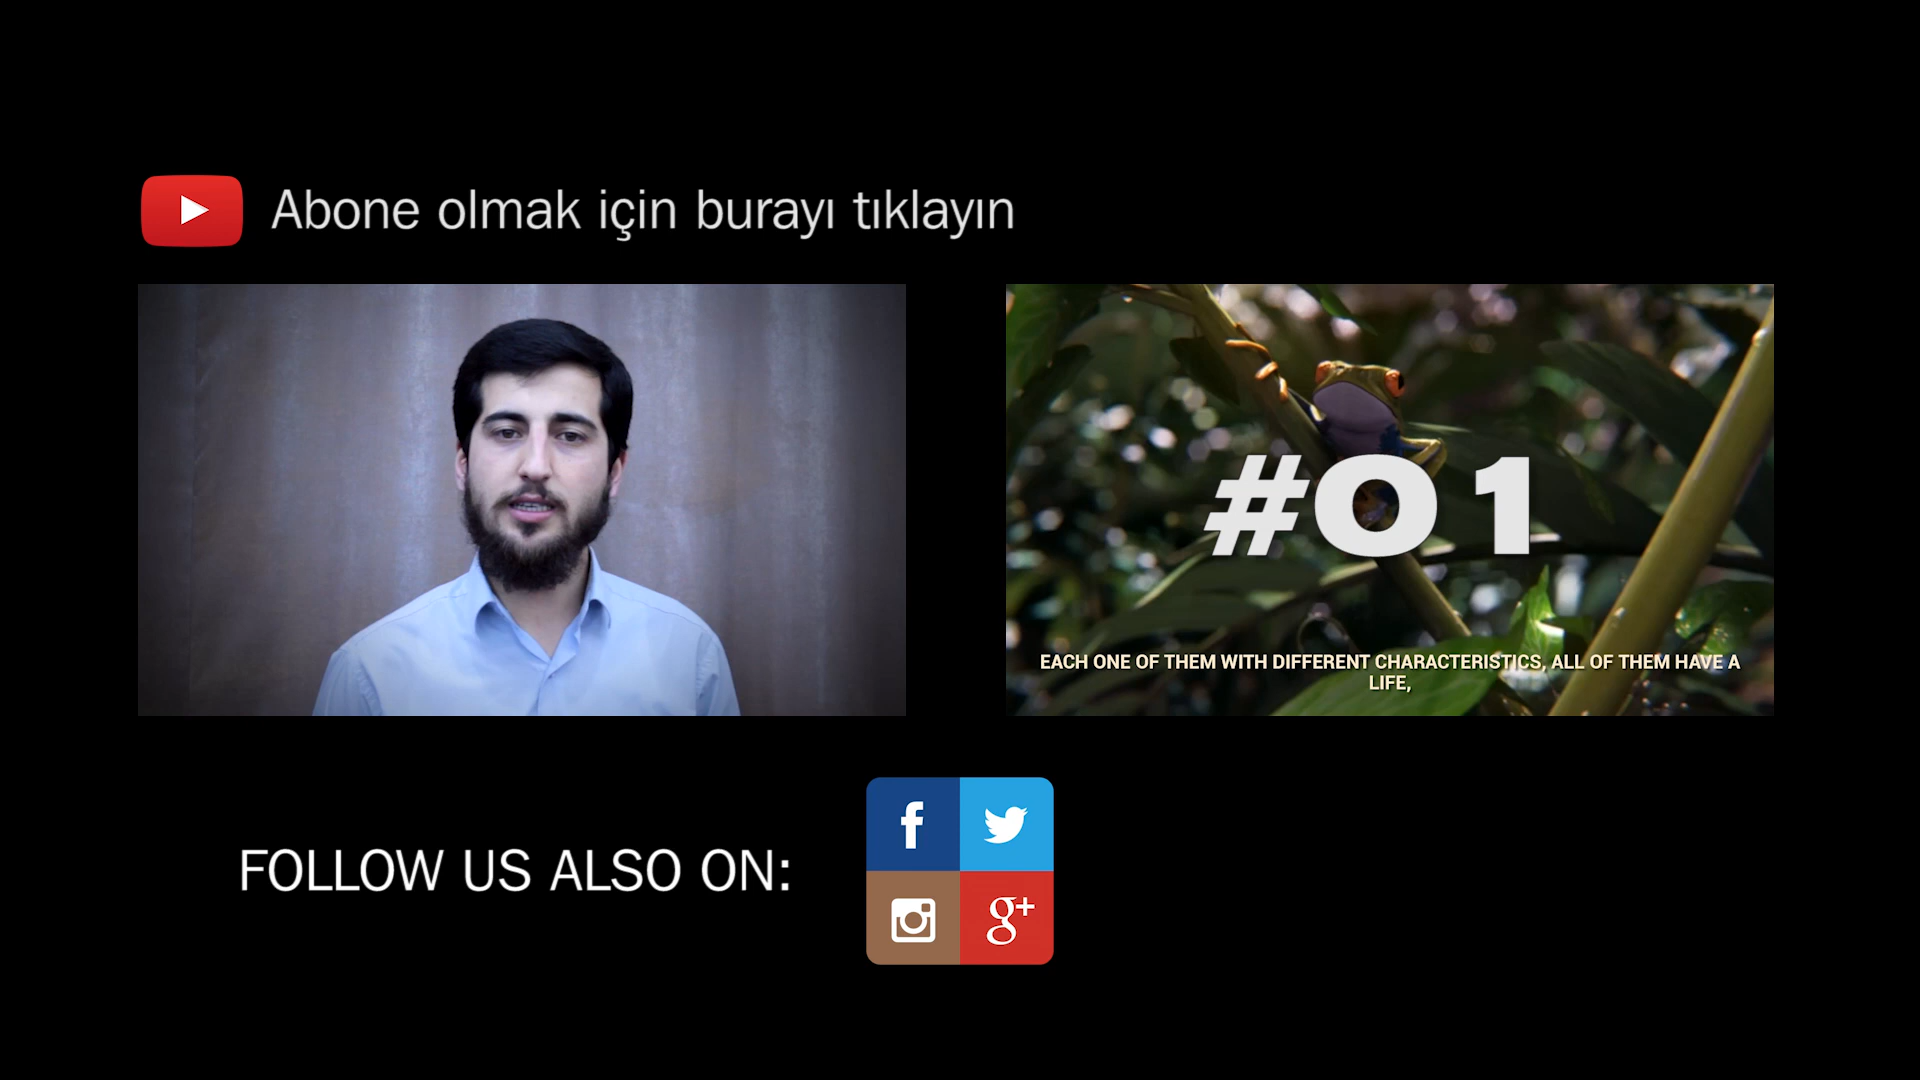 Abone olmak için burayı tıklayın
#01
EACH ONE OF THEM WITH DIFFERENT CHARACTERISTICS, ALL OF THEM HAVE A
LIFE,
FOLLOW US ALSO ON:
f
g+